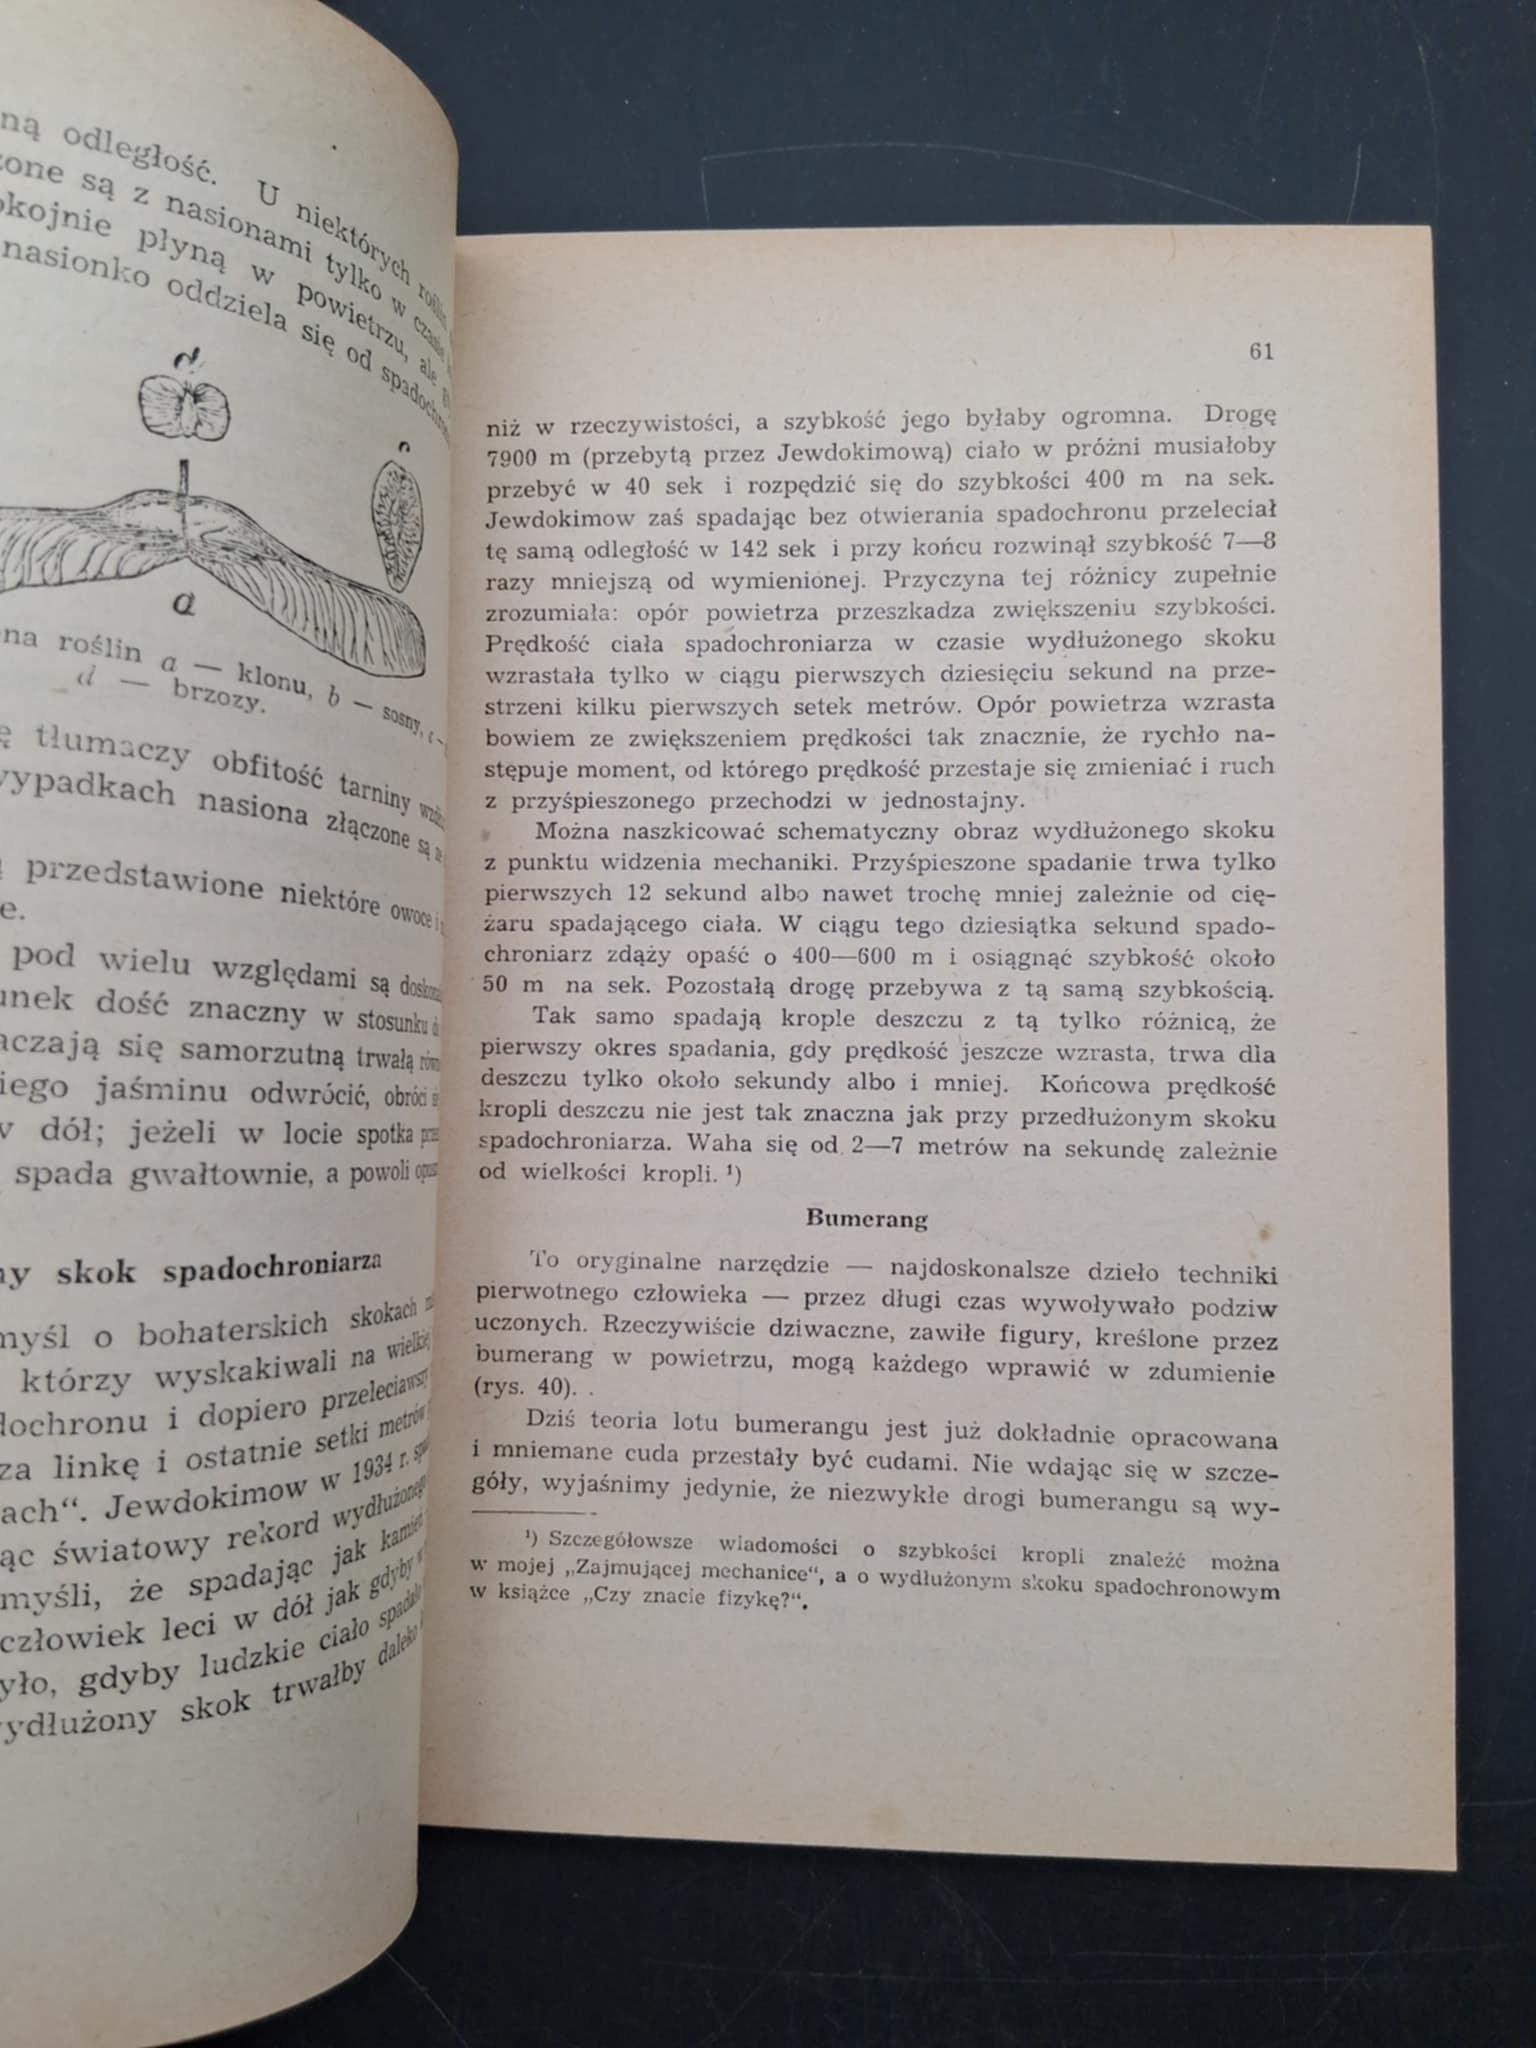 ną odległość. U niektórych roślin
są z nasionami tylko w czasie
płyną w powietrzu, ale
nasionko oddziela się od
d
c
a
roślin a — klonu, b — sosny, c —
d — brzozy.
tłumaczy obfitość tarniny
nasiona złączone są
przedstawione niektóre owoce i
pod wielu względami są
dość znaczny w stosunku
się samorzutną trwałą
jaśminu odwrócić, obróci
dół; jeżeli w locie spotka
spada gwałtownie, a powoli
skok spadochroniarza
myśl o bohaterskich skokach
którzy wyskakiwali na wielkiej
i dopiero przeleciawszy
linkę i ostatnie setki metrów
ach“. Jewdokimow w 1934 r.
światowy rekord wydłużonego
myśli, że spadając jak kamień
człowiek leci w dół jak gdyby w
gdyby ludzkie ciało spadało
skok trwałby daleko
61
niż w rzeczywistości, a szybkość jego byłaby ogromna. Drogę
7900 m (przebytą przez Jewdokimową) ciało w próżni musiałoby
przebyć w 40 sek i rozpędzić się do szybkości 400 m na sek.
Jewdokimow zaś spadając bez otwierania spadochronu przeleciał
tę samą odległość w 142 sek i przy końcu rozwinął szybkość 7—8
razy mniejszą od wymienionej. Przyczyna tej różnicy zupełnie
zrozumiała: opór powietrza przeszkadza zwiększeniu szybkości.
Prędkość ciała spadochroniarza w czasie wydłużonego skoku
wzrastała tylko w ciągu pierwszych dziesięciu sekund na prze-
strzeni kilku pierwszych setek metrów. Opór powietrza wzrasta
bowiem ze zwiększeniem prędkości tak znacznie, że rychło na-
stępuje moment, od którego prędkość przestaje się zmieniać i ruch
z przyśpieszonego przechodzi w jednostajny.
Można naszkicować schematyczny obraz wydłużonego skoku
z punktu widzenia mechaniki. Przyśpieszone spadanie trwa tylko
pierwszych 12 sekund albo nawet trochę mniej zależnie od cię-
żaru spadającego ciała. W ciągu tego dziesiątka sekund spado-
chroniarz zdąży opaść o 400—600 m i osiągnąć szybkość około
50 m na sek. Pozostałą drogę przebywa z tą samą szybkością.
Tak samo spadają krople deszczu z tą tylko różnicą, że
pierwszy okres spadania, gdy prędkość jeszcze wzrasta, trwa dla
deszczu tylko około sekundy albo i mniej. Końcowa prędkość
kropli deszczu nie jest tak znaczna jak przy przedłużonym skoku
spadochroniarza. Waha się od 2—7 metrów na sekundę zależnie
od wielkości kropli. ¹)
Bumerang
To oryginalne narzędzie — najdoskonalsze dzieło techniki
pierwotnego człowieka — przez długi czas wywoływało podziw
uczonych. Rzeczywiście dziwaczne, zawiłe figury, kreślone przez
bumerang w powietrzu, mogą każdego wprawić w zdumienie
(rys. 40).
Dziś teoria lotu bumerangu jest już dokładnie opracowana
i mniemane cuda przestały być cudami. Nie wdając się w szcze-
góły, wyjaśnimy jedynie, że niezwykłe drogi bumerangu są wy-
¹) Szczegółowsze wiadomości o szybkości kropli znaleźć można
w mojej „Zajmującej mechanice“, a o wydłużonym skoku spadochronowym
w książce „Czy znacie fizykę?“.